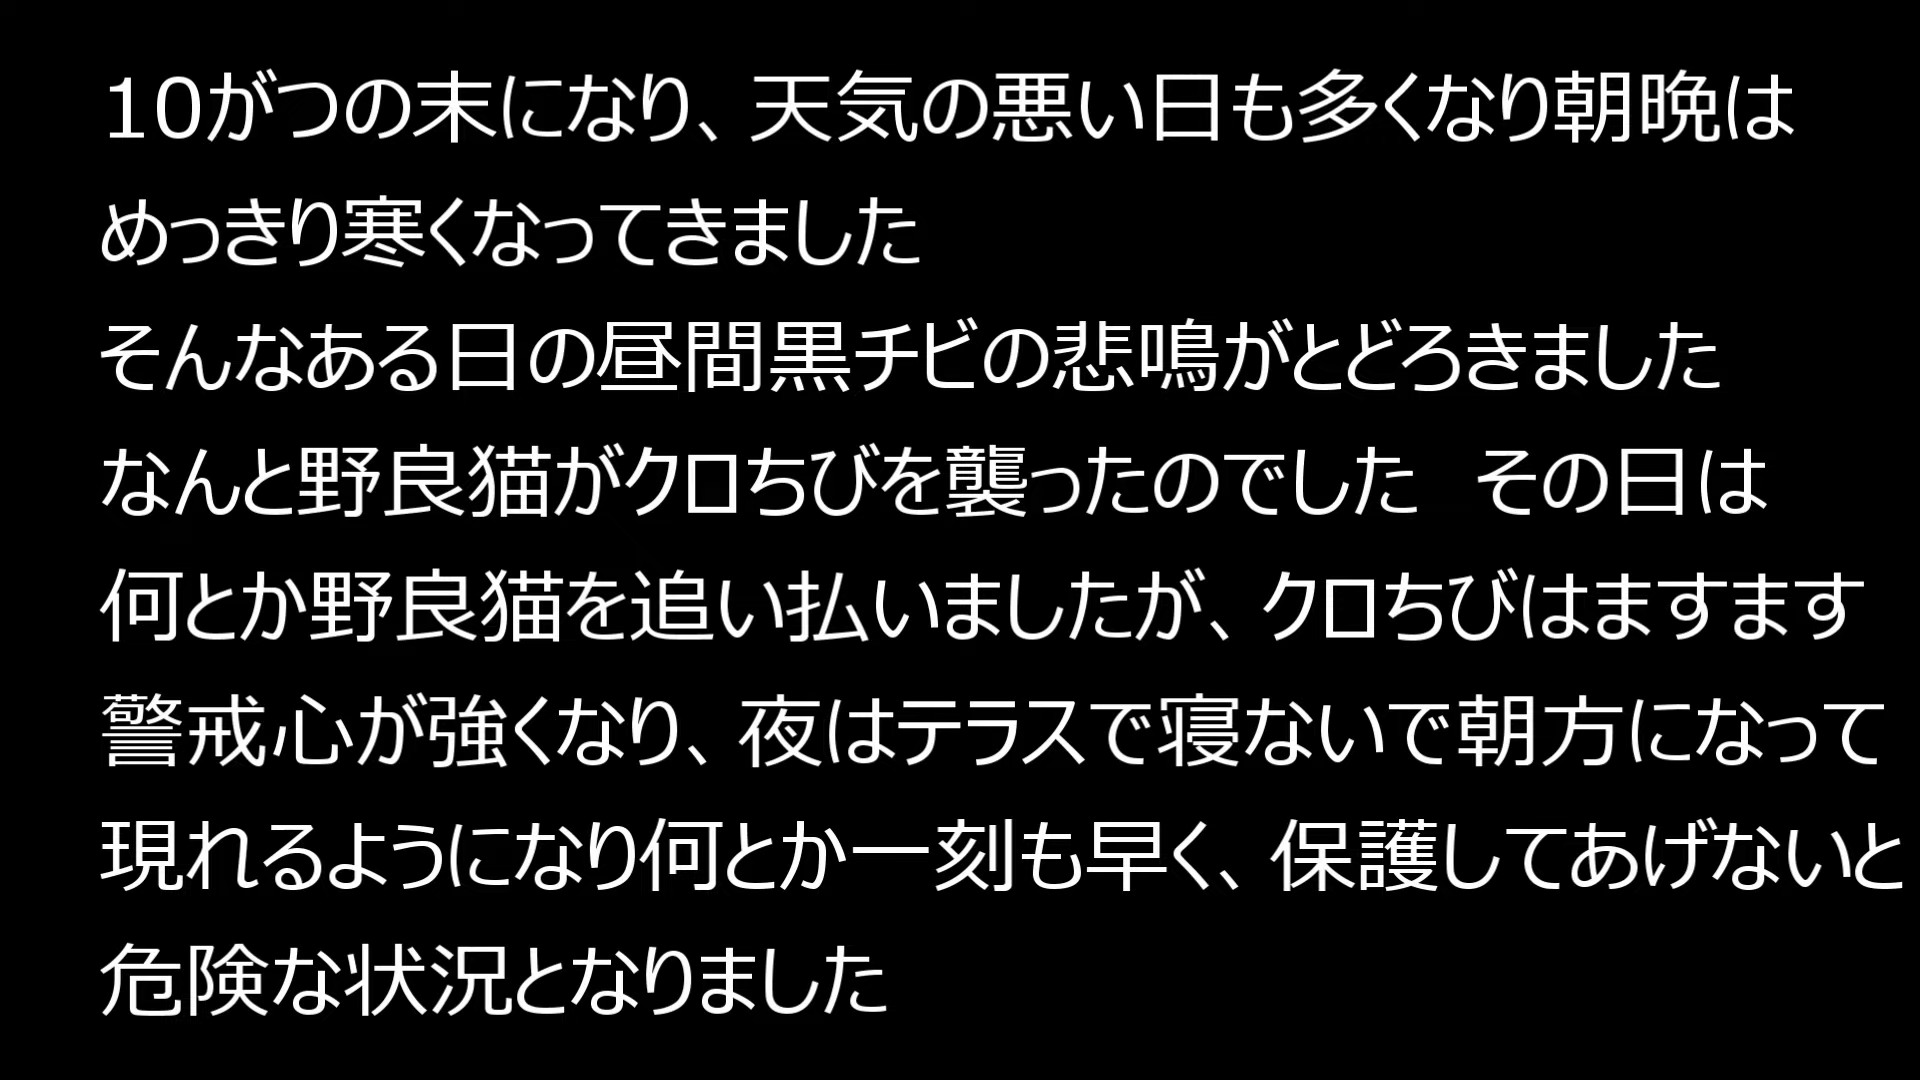 10がつの末になり、天気の悪い日も多くなり朝晩は
めっきり寒くなってきました
そんなある日の昼間黒チビの悲鳴がとどろきました
なんと野良猫がクロちびを襲ったのでした　その日は
何とか野良猫を追い払いましたが、クロちびはますます
警戒心が強くなり、夜はテラスで寝ないで朝方になって
現れるようになり何とか一刻も早く、保護してあげないと
危険な状況となりました